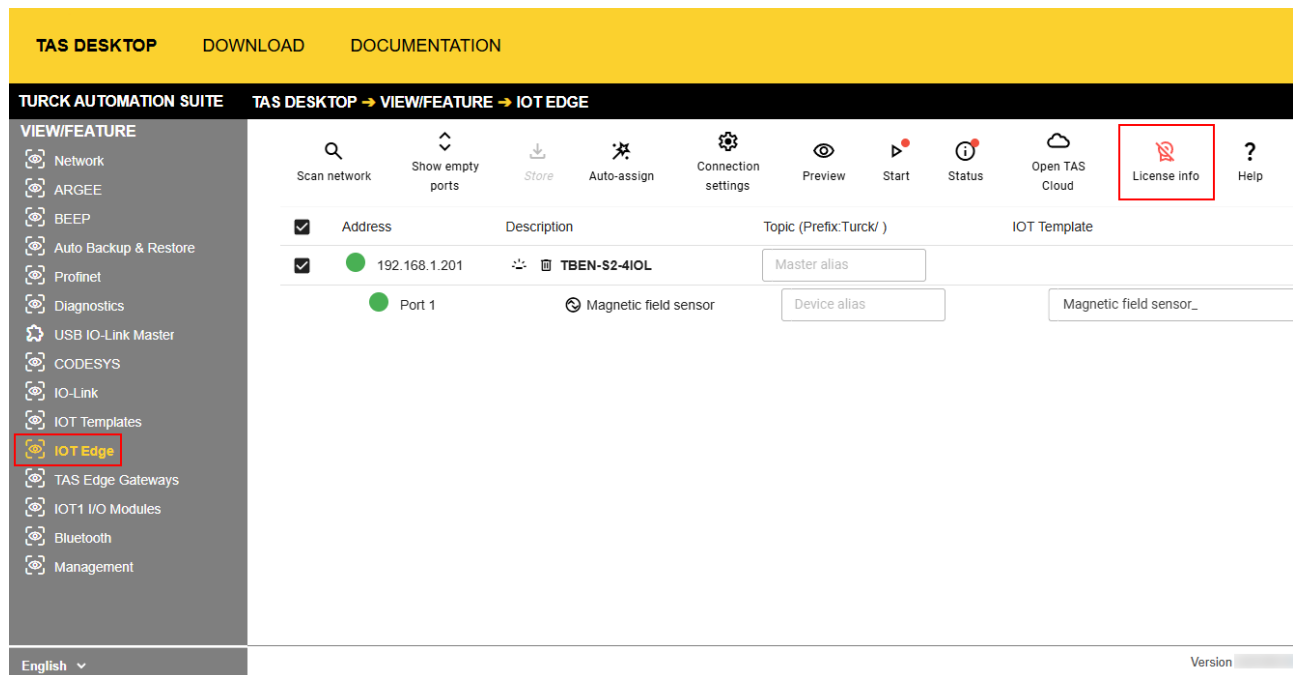 TAS DESKTOP DOWNLOAD DOCUMENTATION
TURCK AUTOMATION SUITE
TAS DESKTOP ➔ VIEW/FEATURE ➔ IOT EDGE
VIEW/FEATURE
Network
ARGEE
BEEP
Auto Backup & Restore
Profinet
Diagnostics
USB IO-Link Master
CODESYS
IO-Link
IOT Templates
IOT Edge
TAS Edge Gateways
IOT1 I/O Modules
Bluetooth
Management
English
Scan network
Show empty
ports
Store
Auto-assign
Connection
settings
Preview
Start
Status
Open TAS
Cloud
License info
?
Help
Address Description Topic (Prefix:Turck/ ) IOT Template
192.168.1.201 TBEN-S2-4IOL Master alias
Port 1 Magnetic field sensor Device alias Magnetic field sensor_
Version